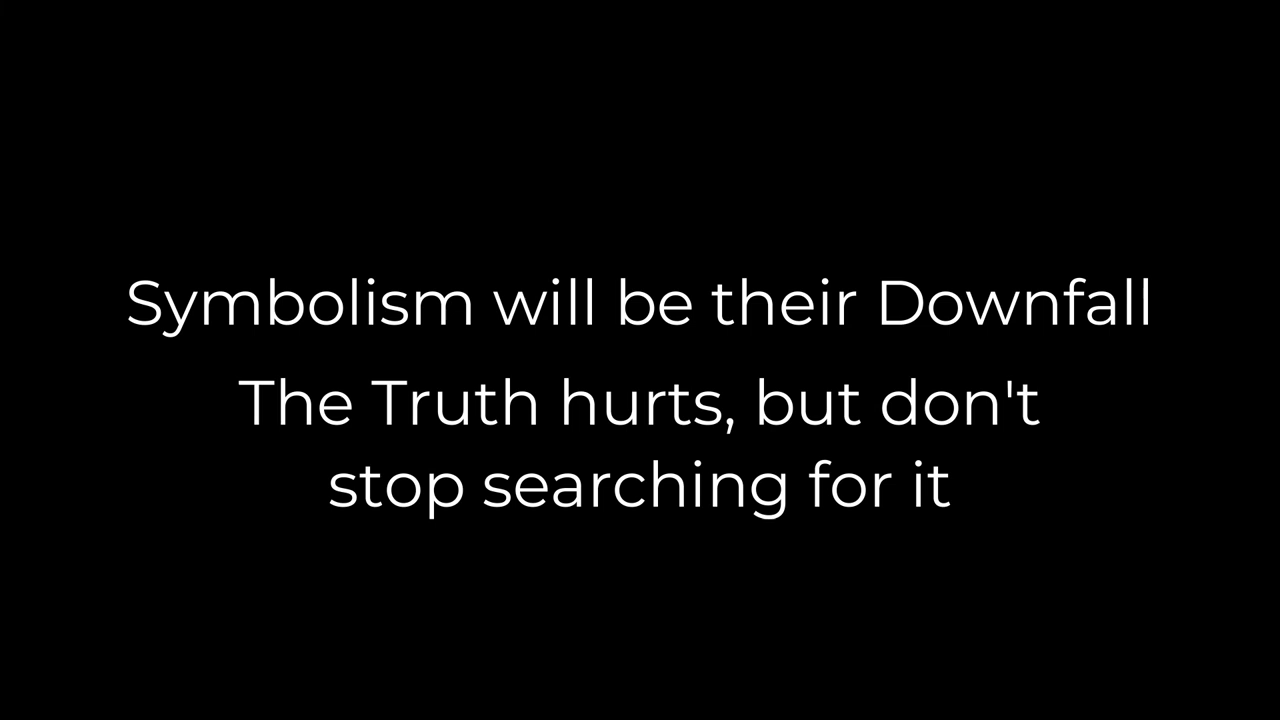 Symbolism will be their Downfall
The Truth hurts, but don't
stop searching for it